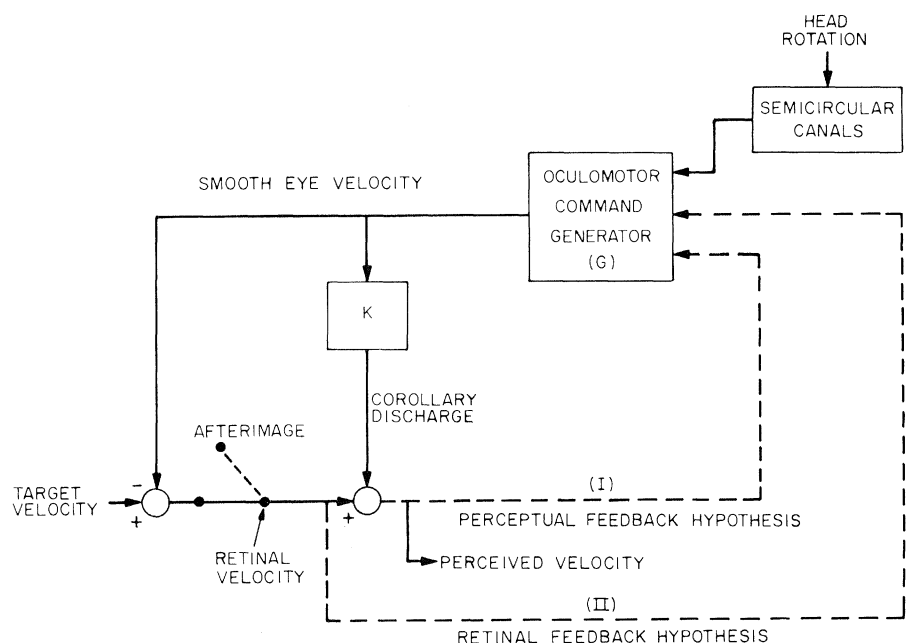 HEAD
ROTATION
SEMICIRCULAR
CANALS
OCULOMOTOR
COMMAND
GENERATOR
(G)
SMOOTH EYE VELOCITY
K
COROLLARY
DISCHARGE
AFTERIMAGE
TARGET
VELOCITY
-
+
+
RETINAL
VELOCITY
(I)
PERCEPTUAL FEEDBACK HYPOTHESIS
PERCEIVED VELOCITY
(II)
RETINAL FEEDBACK HYPOTHESIS